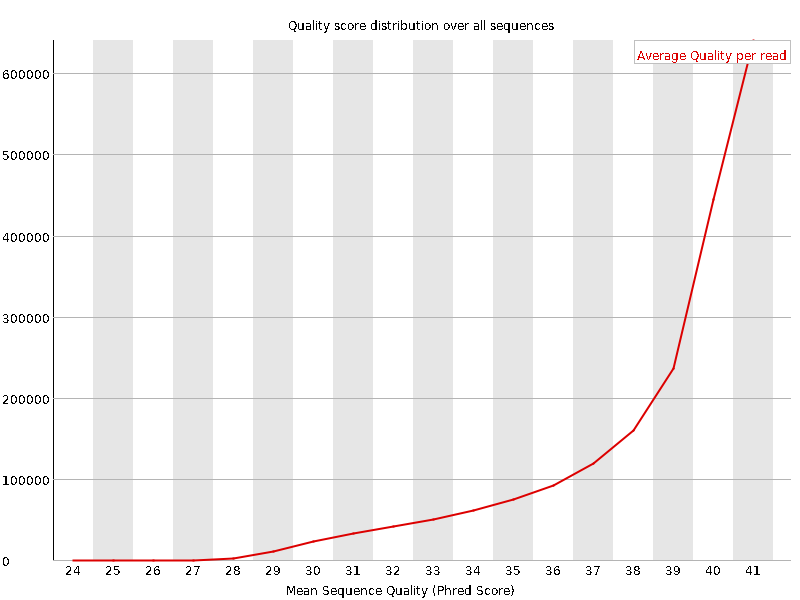 Quality score distribution over all sequences
Average Quality per read
600000
500000
400000
300000
200000
100000
0
24 25 26 27 28 29 30 31 32 33 34 35 36 37 38 39 40 41
Mean Sequence Quality (Phred Score)